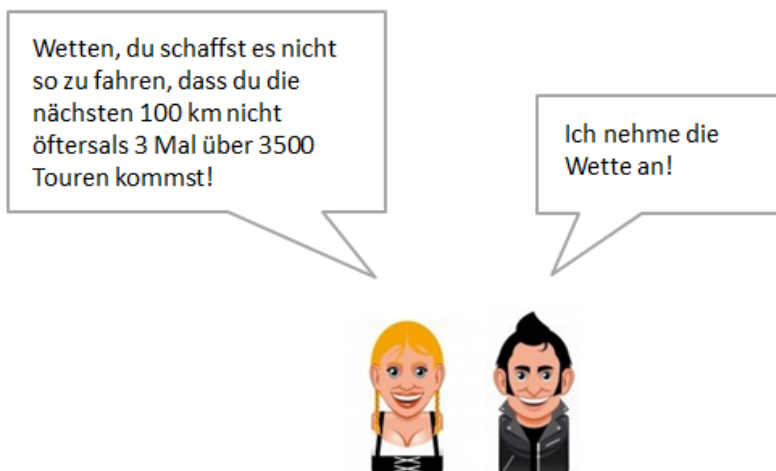 Wetten, du schaffst es nicht
so zu fahren, dass du die
nächsten 100 km nicht
öftersals 3 Mal über 3500
Touren kommst!
Ich nehme die
Wette an!